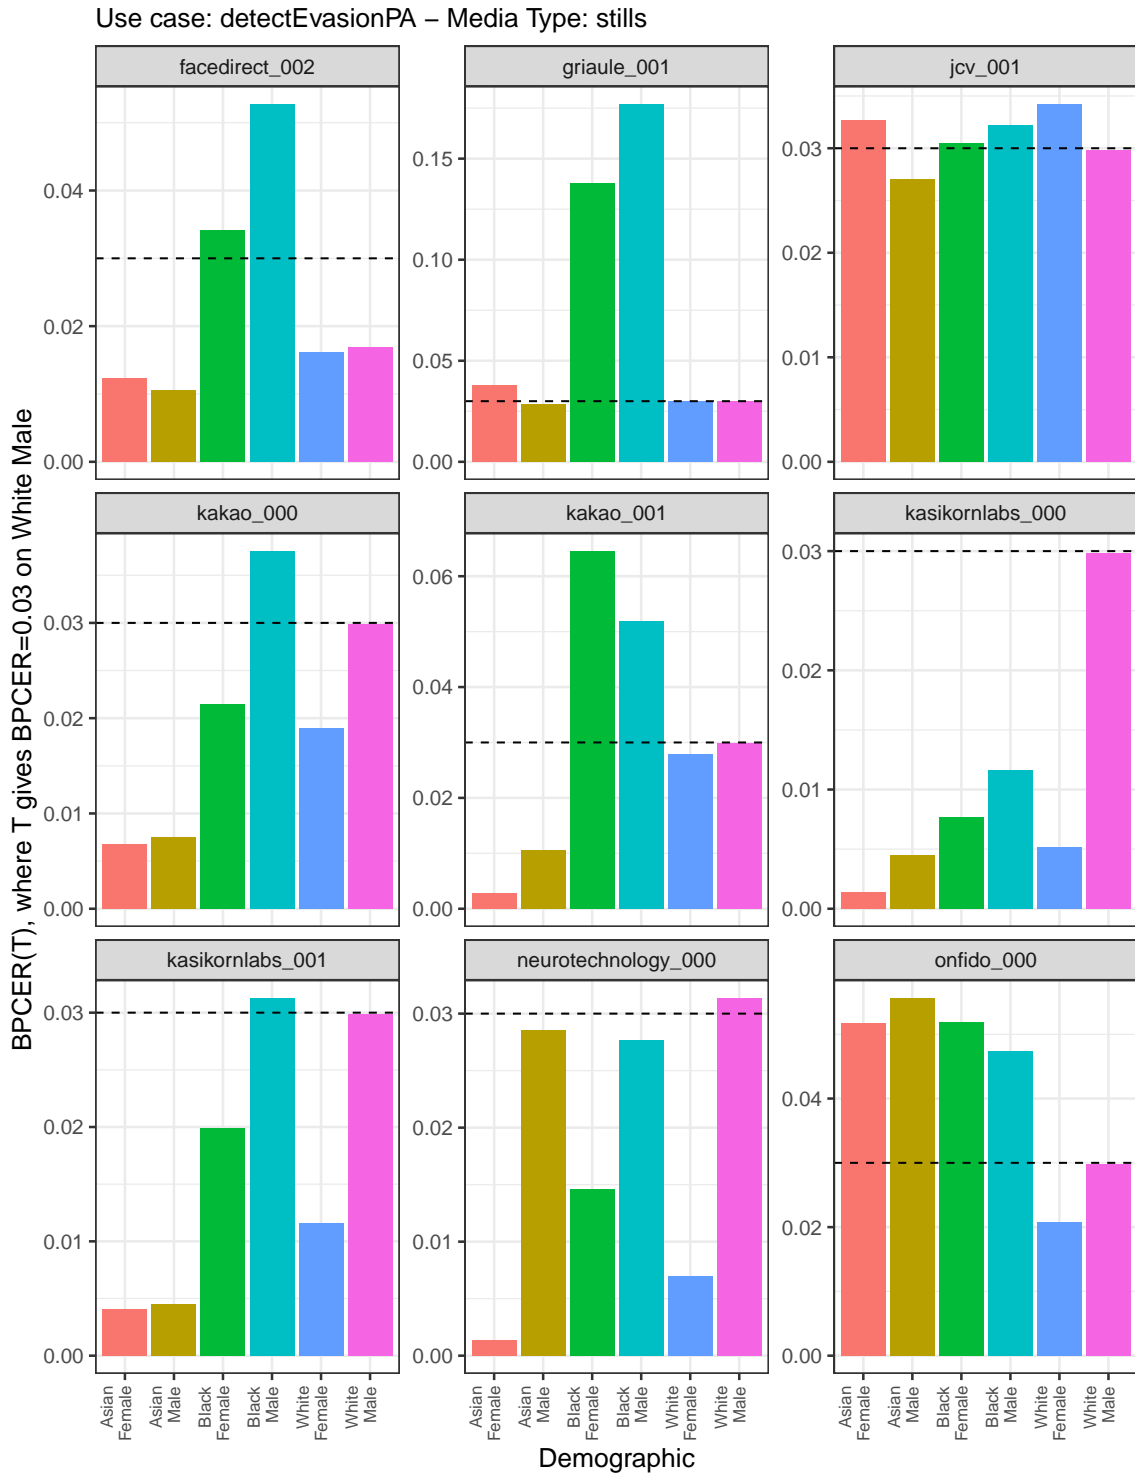 Use case: detectEvasionPA – Media Type: stills
facedirect_002
griaule_001
jcv_001
0.04
0.02
0.00
0.15
0.10
0.05
0.00
0.03
0.02
0.01
0.00
kakao_000
kakao_001
kasikornlabs_000
0.03
0.02
0.01
0.00
0.06
0.04
0.02
0.00
0.03
0.02
0.01
0.00
kasikornlabs_001
neurotechnology_000
onfido_000
0.03
0.02
0.01
0.00
0.03
0.02
0.01
0.00
0.04
0.02
0.00
BPCER(T), where T gives BPCER=0.03 on White Male
Asian
Female
Asian
Male
Black
Female
Black
Male
White
Female
White
Male
Asian
Female
Asian
Male
Black
Female
Black
Male
White
Female
White
Male
Asian
Female
Asian
Male
Black
Female
Black
Male
White
Female
White
Male
Demographic